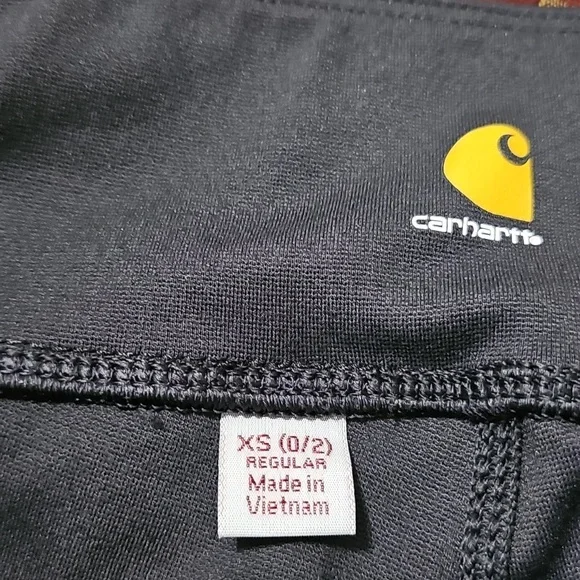 carhartt
XS (0/2)
REGULAR
Made in
Vietnam